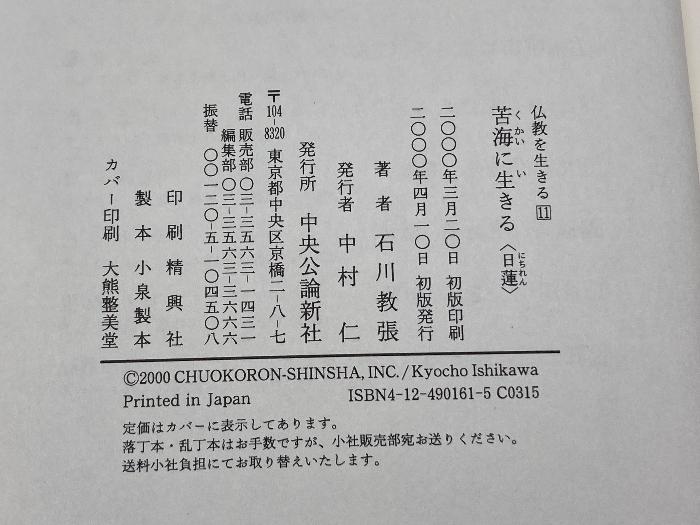 仏教を生きる 11
苦海に生きる〈日蓮〉
くかい い
にちれん
二〇〇〇年三月二〇日 初版印刷
二〇〇〇年四月一〇日 初版発行
著者 石川教張
発行者 中村 仁
発行所 中央公論新社
〒104-8320 東京都中央区京橋二-八-七
電話 販売部〇三-三五六三-一四三一
編集部〇三-三五六三-三六六六
振替 〇〇一二〇-五-一〇四五〇八
印刷 精興社
製本 小泉製本
カバー印刷 大熊整美堂
©2000 CHUOKORON-SHINSHA, INC./Kyocho Ishikawa
Printed in Japan ISBN4-12-490161-5 C0315
定価はカバーに表示してあります。
落丁本・乱丁本はお手数ですが、小社販売部宛お送りください。
送料小社負担にてお取り替えいたします。